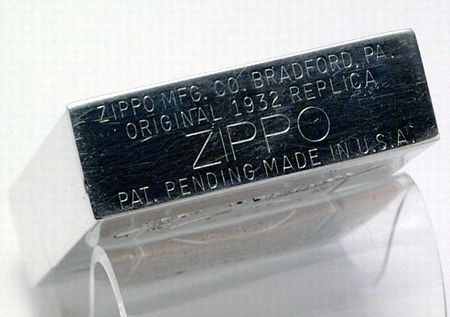 ZIPPO MFG. CO. BRADFORD, PA.
ORIGINAL 1932 REPLICA
ZIPPO
PAT. PENDING MADE IN U.S.A.